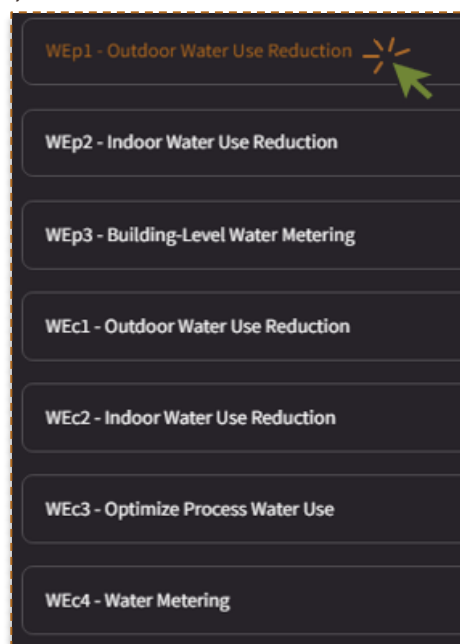 WEp1 - Outdoor Water Use Reduction
WEp2 - Indoor Water Use Reduction
WEp3 - Building-Level Water Metering
WEc1 - Outdoor Water Use Reduction
WEc2 - Indoor Water Use Reduction
WEc3 - Optimize Process Water Use
WEc4 - Water Metering